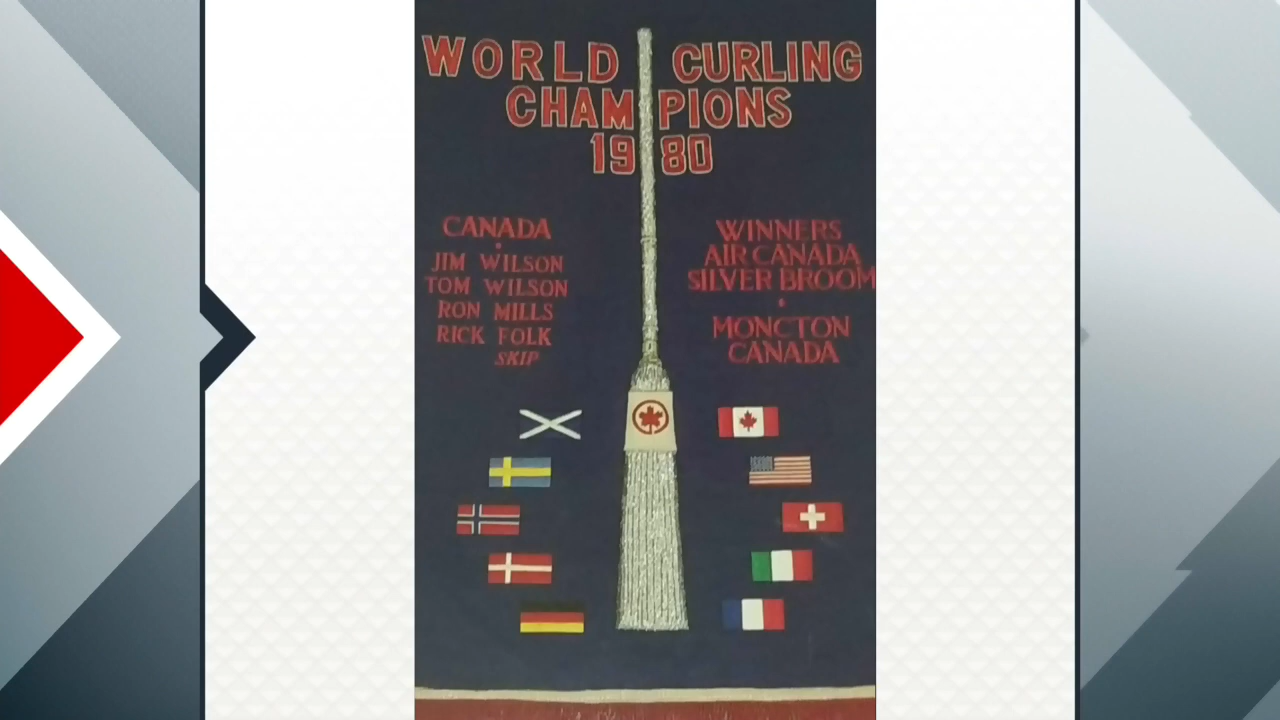 WORLD CURLING
CHAMPIONS
1980
CANADA
JIM WILSON
TOM WILSON
RON MILLS
RICK FOLK
SKIP
WINNERS
AIR CANADA
SILVER BROOM
MONCTON
CANADA